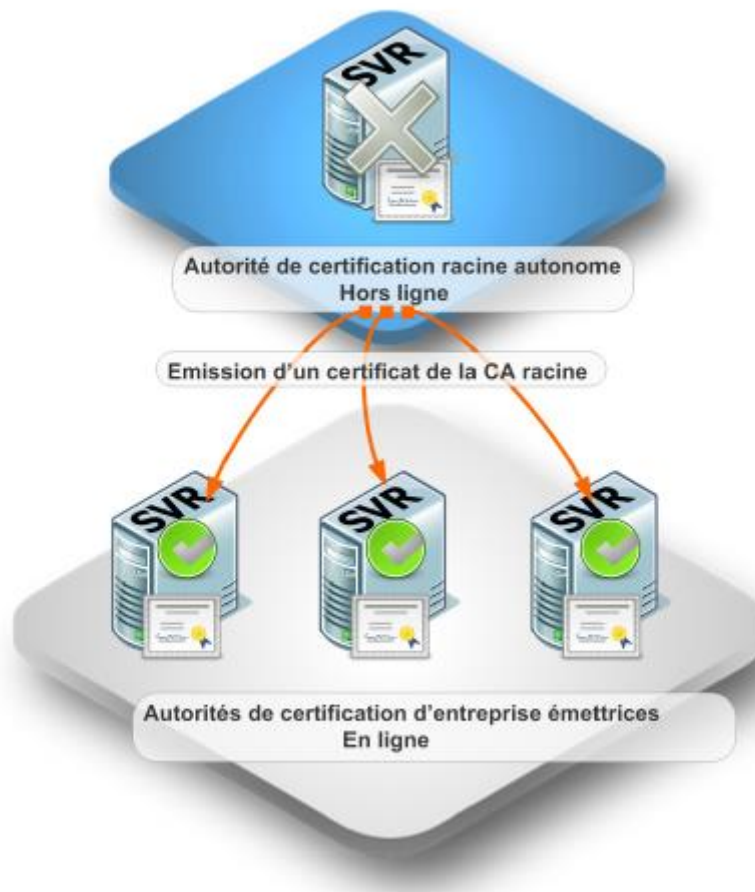 SVR
Autorité de certification racine autonome
Hors ligne
Emission d'un certificat de la CA racine
SVR
SVR
SVR
Autorités de certification d'entreprise émettrices
En ligne